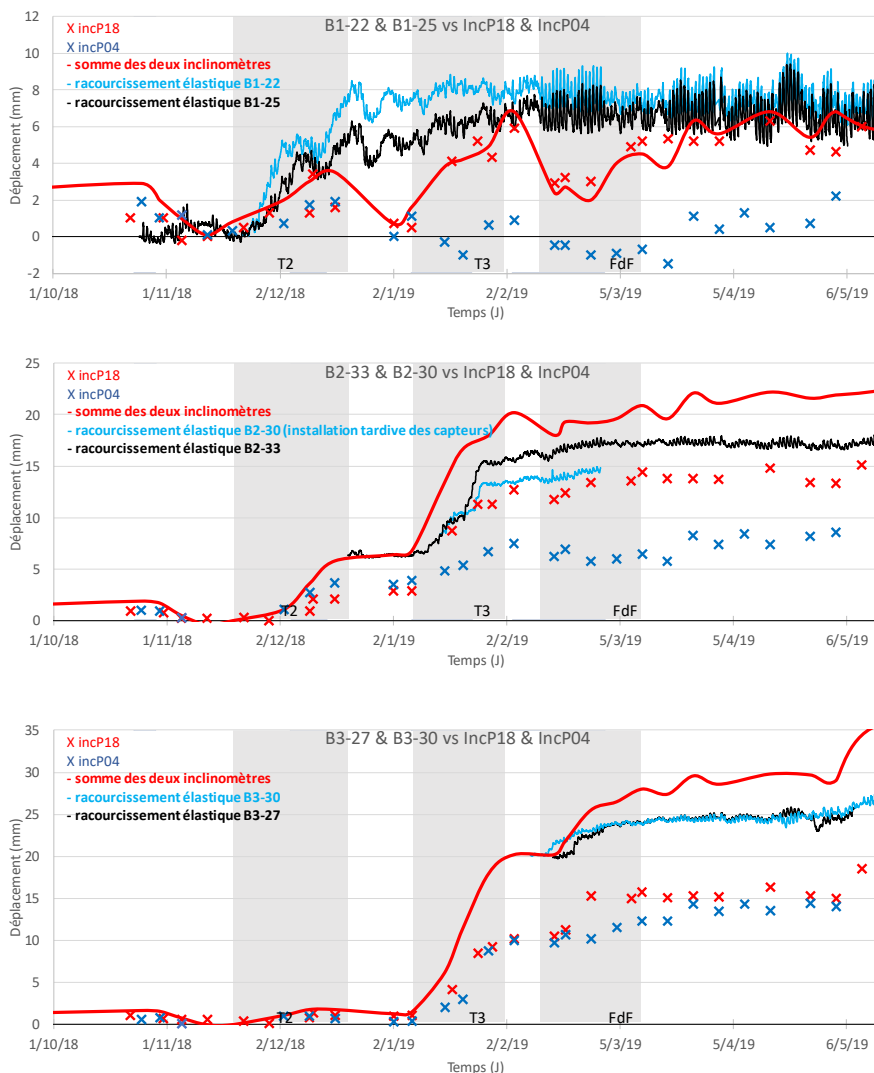 B1-22 & B1-25 vs IncP18 & IncP04
X incP18
X incP04
- somme des deux inclinomètres
- racourcissement élastique B1-22
- racourcissement élastique B1-25
Déplacement (mm)
12
10
8
6
4
2
0
-2
T2
T3
FdF
1/10/18
1/11/18
2/12/18
2/1/19
2/2/19
5/3/19
5/4/19
6/5/19
Temps (J)
B2-33 & B2-30 vs IncP18 & IncP04
X incP18
X incP04
- somme des deux inclinomètres
- racourcissement élastique B2-30 (installation tardive des capteurs)
- racourcissement élastique B2-33
Déplacement (mm)
25
20
15
10
5
0
T2
T3
FdF
1/10/18
1/11/18
2/12/18
2/1/19
2/2/19
5/3/19
5/4/19
6/5/19
Temps (J)
B3-27 & B3-30 vs IncP18 & IncP04
X incP18
X incP04
- somme des deux inclinomètres
- racourcissement élastique B3-30
- racourcissement élastique B3-27
Déplacement (mm)
35
30
25
20
15
10
5
0
T2
T3
FdF
1/10/18
1/11/18
2/12/18
2/1/19
2/2/19
5/3/19
5/4/19
6/5/19
Temps (J)